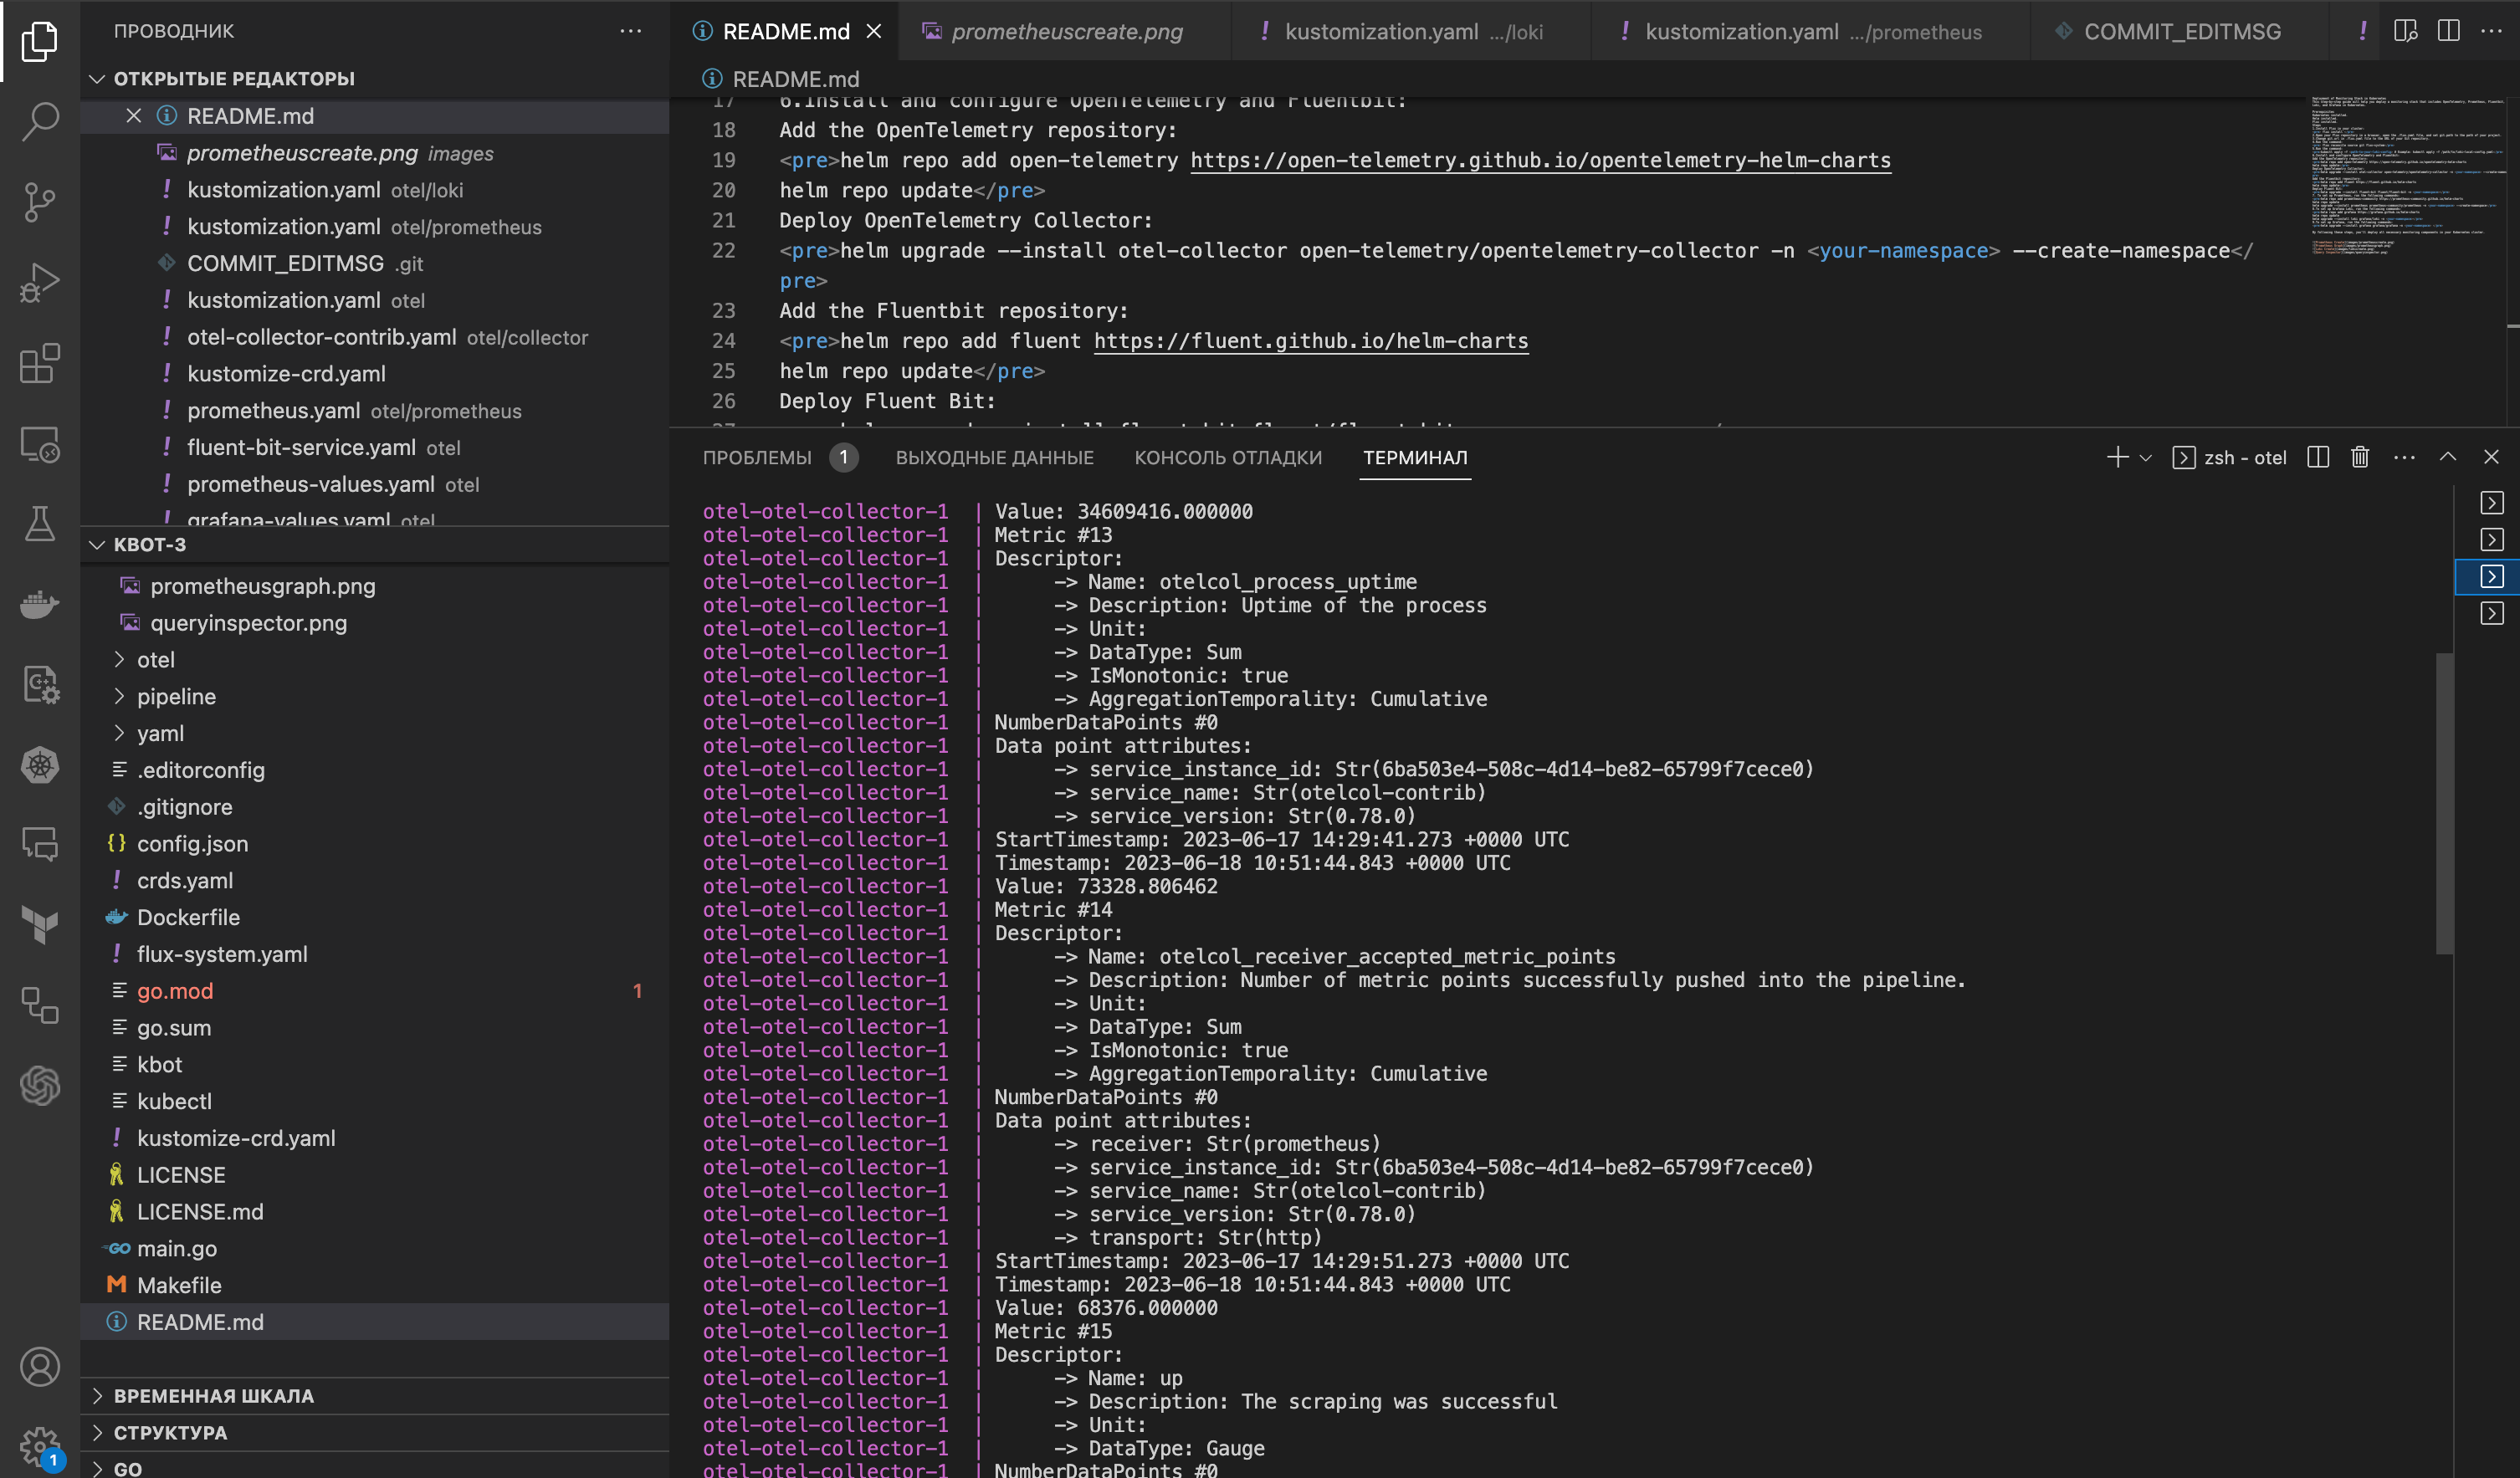 ПРОВОДНИК
ОТКРЫТЫЕ РЕДАКТОРЫ
README.md
prometheuscreate.png images
kustomization.yaml otel/loki
kustomization.yaml otel/prometheus
COMMIT_EDITMSG .git
kustomization.yaml otel
otel-collector-contrib.yaml otel/collector
kustomize-crd.yaml
prometheus.yaml otel/prometheus
fluent-bit-service.yaml otel
prometheus-values.yaml otel
grafana-values.yaml otel
KBOT-3
prometheusgraph.png
queryinspector.png
otel
pipeline
yaml
.editorconfig
.gitignore
config.json
crds.yaml
Dockerfile
flux-system.yaml
go.mod 1
go.sum
kbot
kubectl
kustomize-crd.yaml
LICENSE
LICENSE.md
main.go
Makefile
README.md
ВРЕМЕННАЯ ШКАЛА
СТРУКТУРА
GO
1
README.md prometheuscreate.png kustomization.yaml .../loki kustomization.yaml .../prometheus COMMIT_EDITMSG
README.md
17 6.Install and configure OpenTelemetry and Fluentbit:
18 Add the OpenTelemetry repository:
19 <pre>helm repo add open-telemetry https://open-telemetry.github.io/opentelemetry-helm-charts
20 helm repo update</pre>
21 Deploy OpenTelemetry Collector:
22 <pre>helm upgrade --install otel-collector open-telemetry/opentelemetry-collector -n <your-namespace> --create-namespace</
pre>
23 Add the Fluentbit repository:
24 <pre>helm repo add fluent https://fluent.github.io/helm-charts
25 helm repo update</pre>
26 Deploy Fluent Bit:
ПРОБЛЕМЫ 1 ВЫХОДНЫЕ ДАННЫЕ КОНСОЛЬ ОТЛАДКИ ТЕРМИНАЛ zsh - otel
otel-otel-collector-1 | Value: 34609416.000000
otel-otel-collector-1 | Metric #13
otel-otel-collector-1 | Descriptor:
otel-otel-collector-1 | -> Name: otelcol_process_uptime
otel-otel-collector-1 | -> Description: Uptime of the process
otel-otel-collector-1 | -> Unit:
otel-otel-collector-1 | -> DataType: Sum
otel-otel-collector-1 | -> IsMonotonic: true
otel-otel-collector-1 | -> AggregationTemporality: Cumulative
otel-otel-collector-1 | NumberDataPoints #0
otel-otel-collector-1 | Data point attributes:
otel-otel-collector-1 | -> service_instance_id: Str(6ba503e4-508c-4d14-be82-65799f7cece0)
otel-otel-collector-1 | -> service_name: Str(otelcol-contrib)
otel-otel-collector-1 | -> service_version: Str(0.78.0)
otel-otel-collector-1 | StartTimestamp: 2023-06-17 14:29:41.273 +0000 UTC
otel-otel-collector-1 | Timestamp: 2023-06-18 10:51:44.843 +0000 UTC
otel-otel-collector-1 | Value: 73328.806462
otel-otel-collector-1 | Metric #14
otel-otel-collector-1 | Descriptor:
otel-otel-collector-1 | -> Name: otelcol_receiver_accepted_metric_points
otel-otel-collector-1 | -> Description: Number of metric points successfully pushed into the pipeline.
otel-otel-collector-1 | -> Unit:
otel-otel-collector-1 | -> DataType: Sum
otel-otel-collector-1 | -> IsMonotonic: true
otel-otel-collector-1 | -> AggregationTemporality: Cumulative
otel-otel-collector-1 | NumberDataPoints #0
otel-otel-collector-1 | Data point attributes:
otel-otel-collector-1 | -> receiver: Str(prometheus)
otel-otel-collector-1 | -> service_instance_id: Str(6ba503e4-508c-4d14-be82-65799f7cece0)
otel-otel-collector-1 | -> service_name: Str(otelcol-contrib)
otel-otel-collector-1 | -> service_version: Str(0.78.0)
otel-otel-collector-1 | -> transport: Str(http)
otel-otel-collector-1 | StartTimestamp: 2023-06-17 14:29:51.273 +0000 UTC
otel-otel-collector-1 | Timestamp: 2023-06-18 10:51:44.843 +0000 UTC
otel-otel-collector-1 | Value: 68376.000000
otel-otel-collector-1 | Metric #15
otel-otel-collector-1 | Descriptor:
otel-otel-collector-1 | -> Name: up
otel-otel-collector-1 | -> Description: The scraping was successful
otel-otel-collector-1 | -> Unit:
otel-otel-collector-1 | -> DataType: Gauge
otel-otel-collector-1 | NumberDataPoints #0